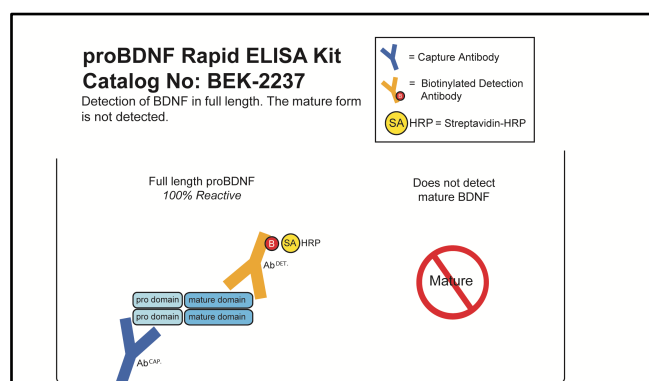 proBDNF Rapid ELISA Kit
Catalog No: BEK-2237
Detection of BDNF in full length. The mature form
is not detected.
= Capture Antibody
= Biotinylated Detection
Antibody
B
SA HRP = Streptavidin-HRP
Full length proBDNF
100% Reactive
Does not detect
mature BDNF
B SA HRP
Ab DET.
Mature
pro domain mature domain
pro domain mature domain
Ab CAP.